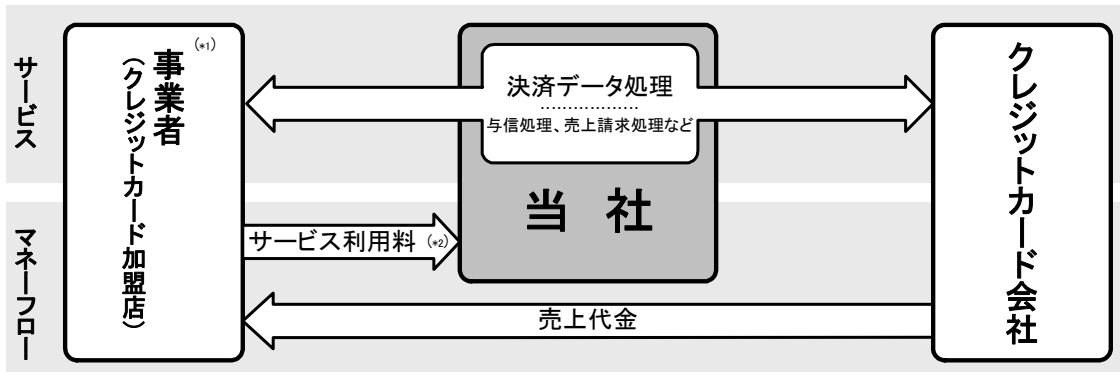 サービス
事業者(*1)
（クレジットカード加盟店）
決済データ処理
与信処理、売上請求処理など
当 社
クレジットカード会社
マネーフロー
サービス利用料(*2)
売上代金